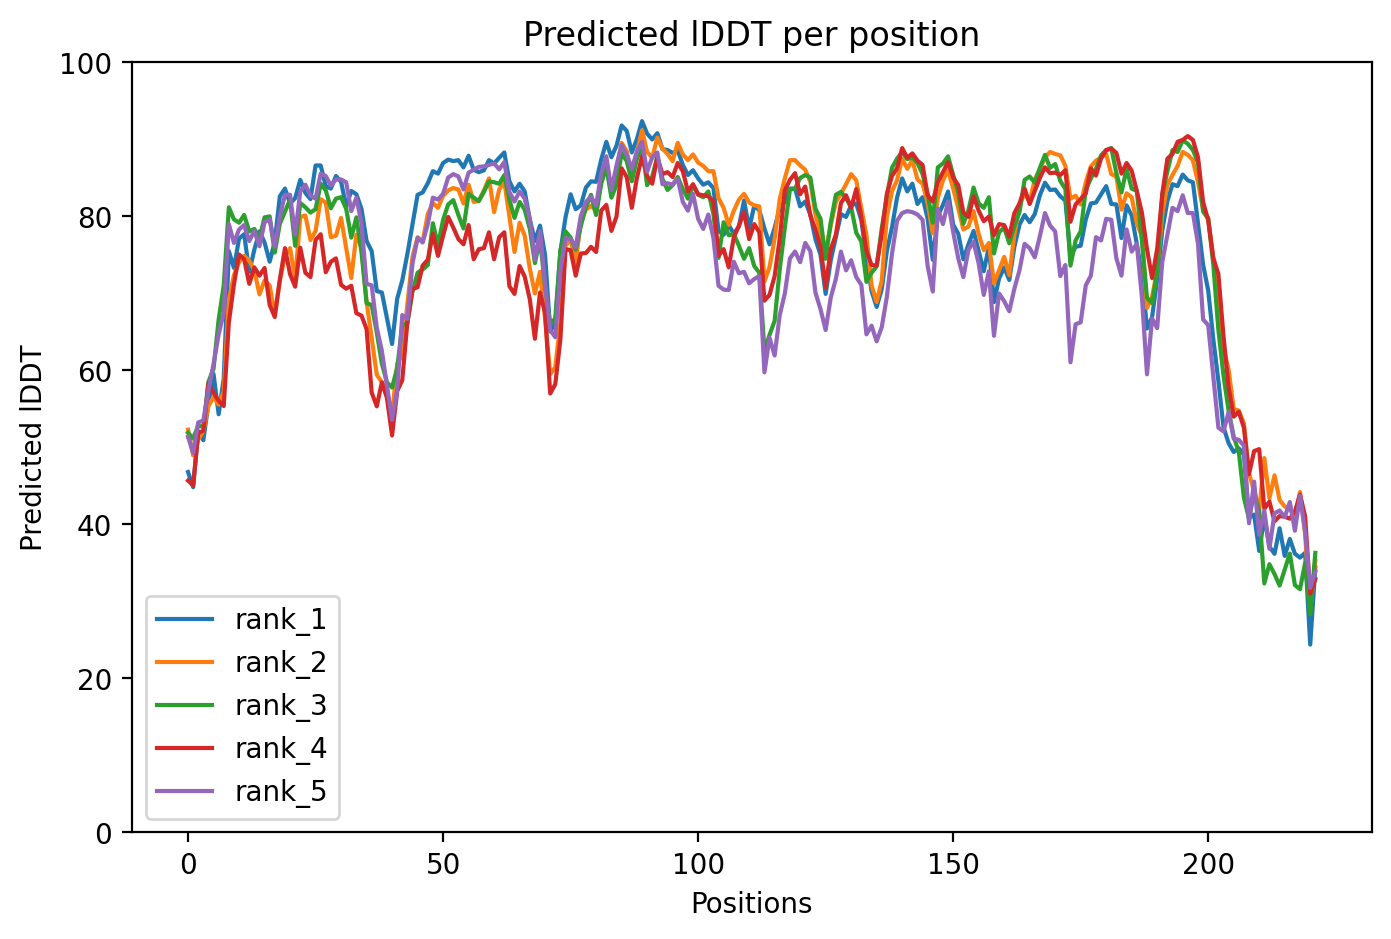 Predicted lDDT per position
100
80
60
40
20
0
Predicted lDDT
rank_1
rank_2
rank_3
rank_4
rank_5
0 50 100 150 200
Positions